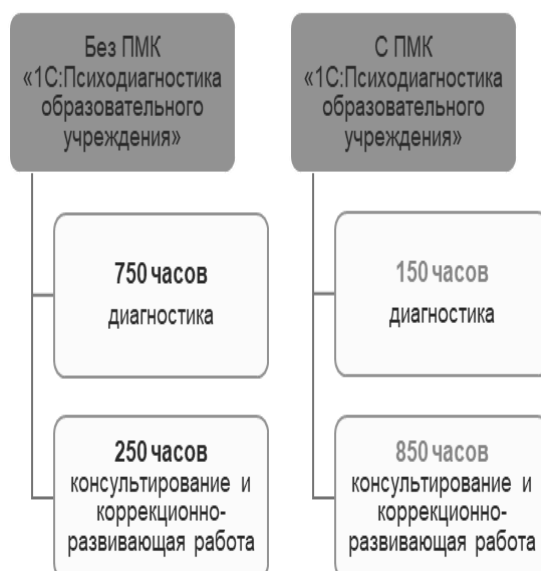 Без ПМК
«1С:Психодиагностика
образовательного
учреждения»
750 часов
диагностика
250 часов
консультирование и
коррекционно-
развивающая работа
С ПМК
«1С:Психодиагностика
образовательного
учреждения»
150 часов
диагностика
850 часов
консультирование и
коррекционно-
развивающая работа